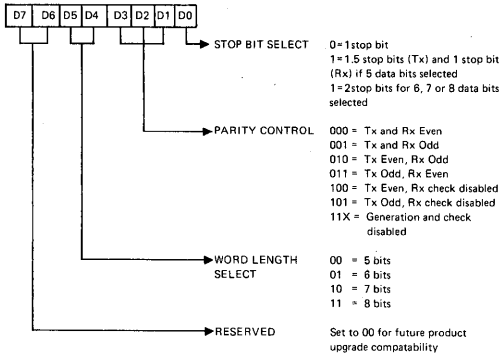 D7 D6 D5 D4 D3 D2 D1 D0
STOP BIT SELECT
0=1stop bit
1=1.5 stop bits (Tx) and 1 stop bit
(Rx) if 5 data bits selected
1=2stop bits for 6, 7 or 8 data bits
selected
PARITY CONTROL
000 = Tx and Rx Even
001 = Tx and Rx Odd
010 = Tx Even, Rx Odd
011 = Tx Odd, Rx Even
100 = Tx Even, Rx check disabled
101 = Tx Odd, Rx check disabled
11X = Generation and check
disabled
WORD LENGTH
SELECT
00 = 5 bits
01 = 6 bits
10 = 7 bits
11 = 8 bits
RESERVED
Set to 00 for future product
upgrade compatability